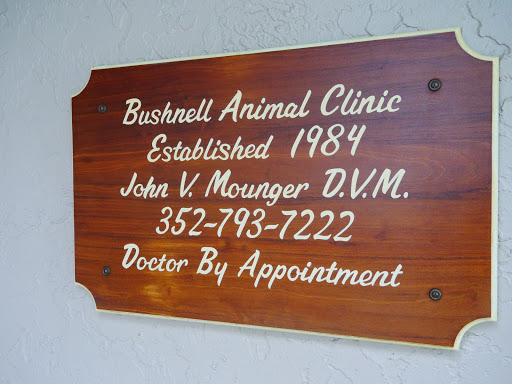 Bushnell Animal Clinic
Established 1984
John V. Mounger D.V.M.
352-793-7222
Doctor By Appointment